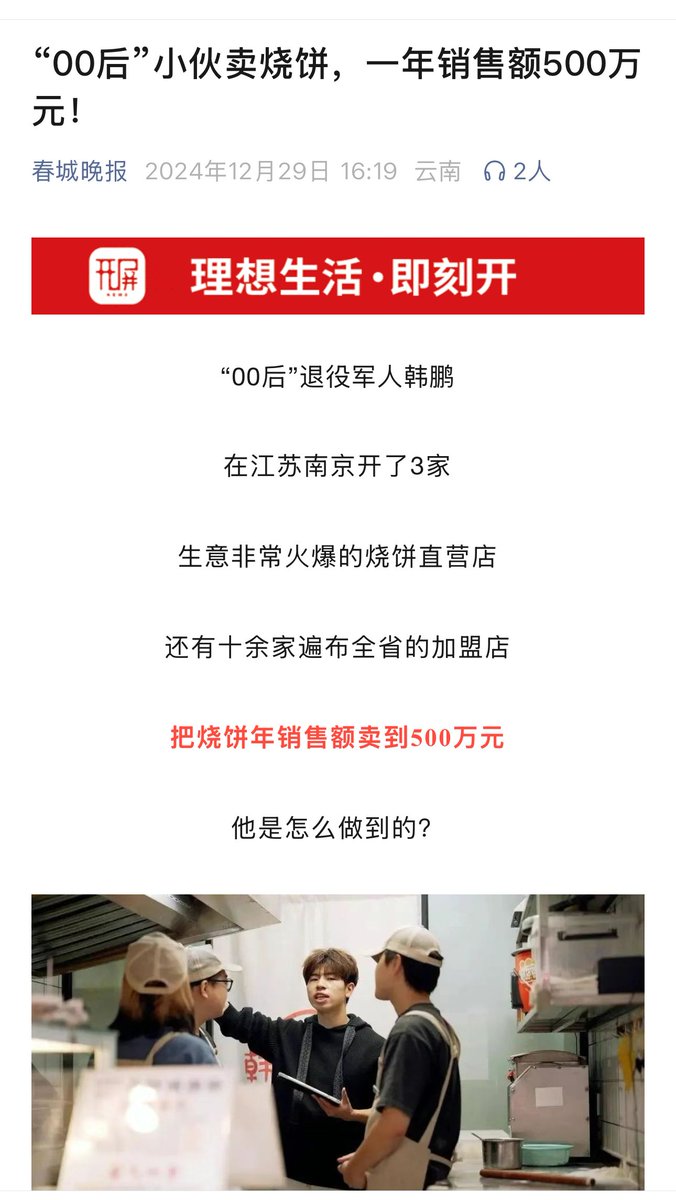 “00后”小伙卖烧饼，一年销售额500万
元！
春城晚报 2024年12月29日 16:19 云南 2人
开屏
NEWS
理想生活·即刻开
“00后”退役军人韩鹏
在江苏南京开了3家
生意非常火爆的烧饼直营店
还有十余家遍布全省的加盟店
把烧饼年销售额卖到500万元
他是怎么做到的？
韩